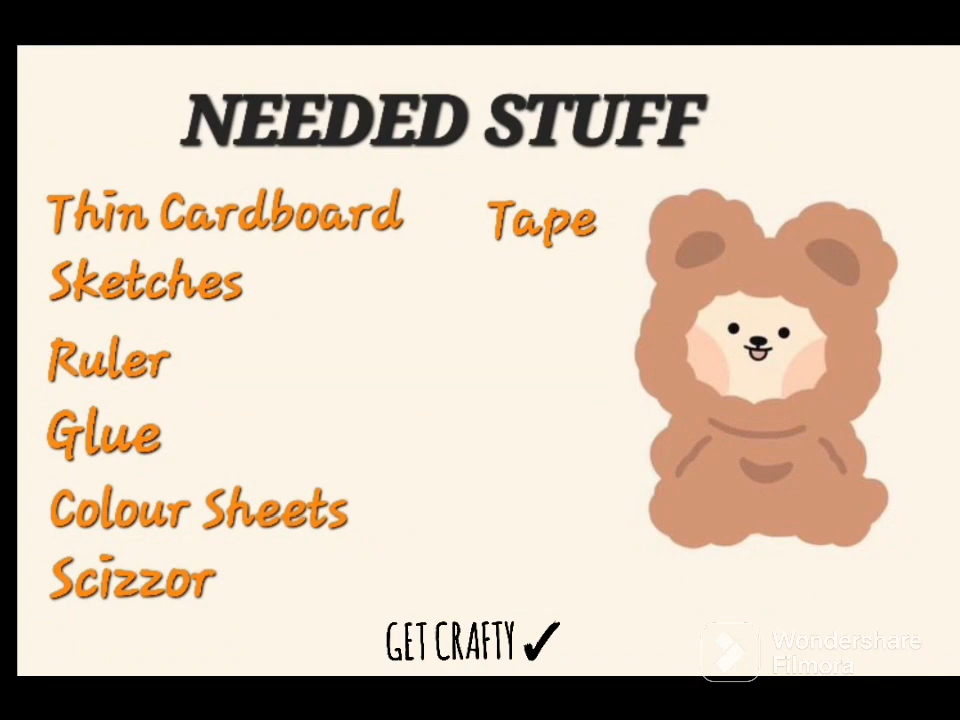 NEEDED STUFF
Thin Cardboard
Sketches
Ruler
Glue
Colour Sheets
Scizzor
Tape
GET CRAFTY ✓
Wondershare
Filmora